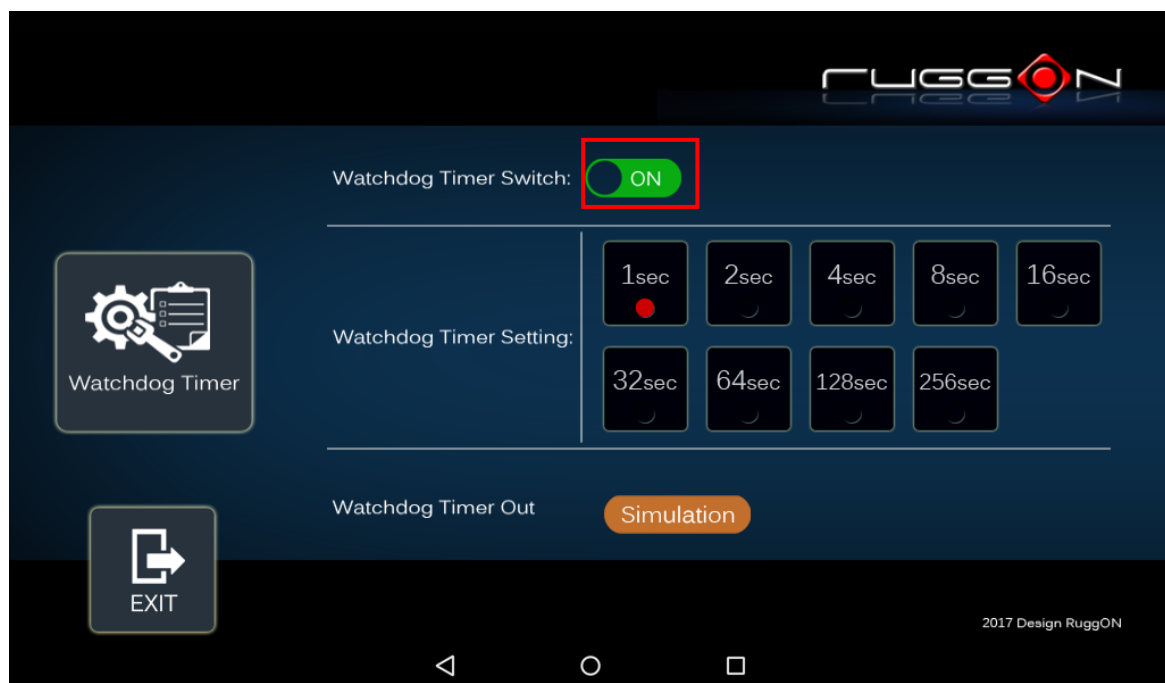 ruggon
Watchdog Timer Switch: ON
1sec 2sec 4sec 8sec 16sec
Watchdog Timer Setting:
32sec 64sec 128sec 256sec
Watchdog Timer
Watchdog Timer Out Simulation
EXIT
2017 Design RuggON